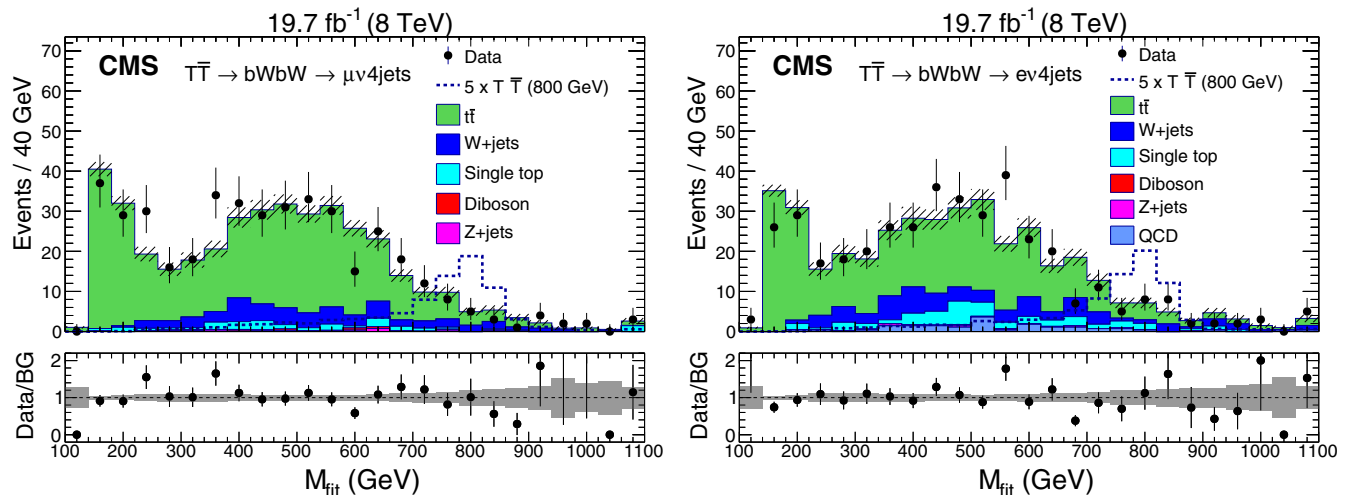 19.7 fb⁻¹ (8 TeV)
Events / 40 GeV
70
60
50
40
30
20
10
0
CMS
TT̅ → bWbW → μν4jets
Data
5 x T T̅ (800 GeV)
tt̅
W+jets
Single top
Diboson
Z+jets
Data/BG
2
1
0
100 200 300 400 500 600 700 800 900 1000 1100
M_fit (GeV)
19.7 fb⁻¹ (8 TeV)
Events / 40 GeV
70
60
50
40
30
20
10
0
CMS
TT̅ → bWbW → eν4jets
Data
5 x T T̅ (800 GeV)
tt̅
W+jets
Single top
Diboson
Z+jets
QCD
Data/BG
2
1
0
100 200 300 400 500 600 700 800 900 1000 1100
M_fit (GeV)